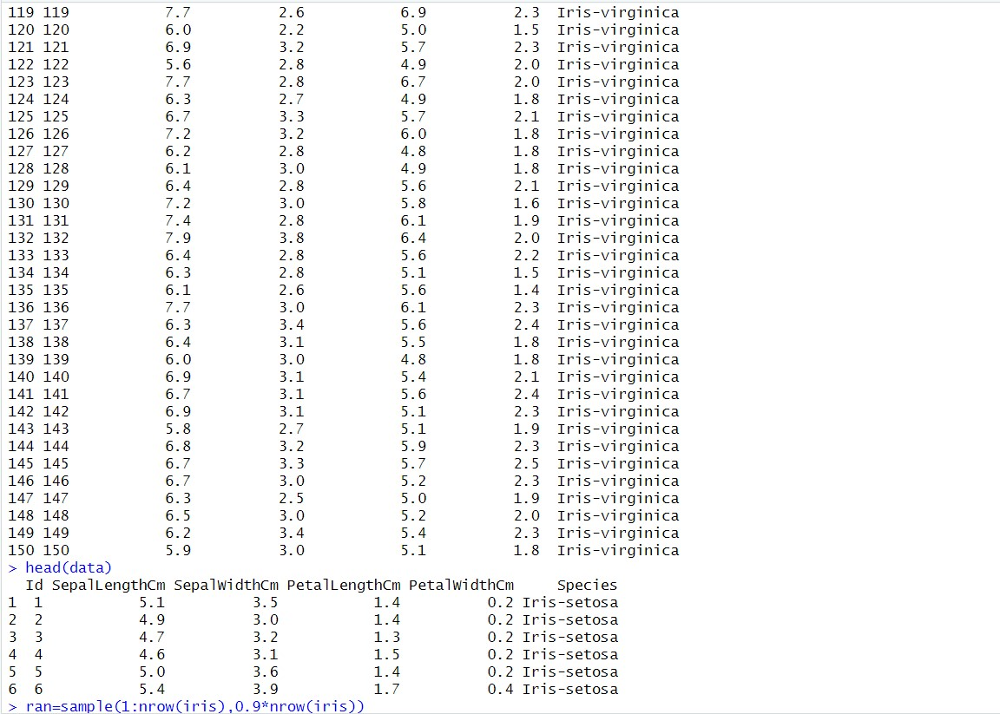 119 119 7.7 2.6 6.9 2.3 Iris-virginica
120 120 6.0 2.2 5.0 1.5 Iris-virginica
121 121 6.9 3.2 5.7 2.3 Iris-virginica
122 122 5.6 2.8 4.9 2.0 Iris-virginica
123 123 7.7 2.8 6.7 2.0 Iris-virginica
124 124 6.3 2.7 4.9 1.8 Iris-virginica
125 125 6.7 3.3 5.7 2.1 Iris-virginica
126 126 7.2 3.2 6.0 1.8 Iris-virginica
127 127 6.2 2.8 4.8 1.8 Iris-virginica
128 128 6.1 3.0 4.9 1.8 Iris-virginica
129 129 6.4 2.8 5.6 2.1 Iris-virginica
130 130 7.2 3.0 5.8 1.6 Iris-virginica
131 131 7.4 2.8 6.1 1.9 Iris-virginica
132 132 7.9 3.8 6.4 2.0 Iris-virginica
133 133 6.4 2.8 5.6 2.2 Iris-virginica
134 134 6.3 2.8 5.1 1.5 Iris-virginica
135 135 6.1 2.6 5.6 1.4 Iris-virginica
136 136 7.7 3.0 6.1 2.3 Iris-virginica
137 137 6.3 3.4 5.6 2.4 Iris-virginica
138 138 6.4 3.1 5.5 1.8 Iris-virginica
139 139 6.0 3.0 4.8 1.8 Iris-virginica
140 140 6.9 3.1 5.4 2.1 Iris-virginica
141 141 6.7 3.1 5.6 2.4 Iris-virginica
142 142 6.9 3.1 5.1 2.3 Iris-virginica
143 143 5.8 2.7 5.1 1.9 Iris-virginica
144 144 6.8 3.2 5.9 2.3 Iris-virginica
145 145 6.7 3.3 5.7 2.5 Iris-virginica
146 146 6.7 3.0 5.2 2.3 Iris-virginica
147 147 6.3 2.5 5.0 1.9 Iris-virginica
148 148 6.5 3.0 5.2 2.0 Iris-virginica
149 149 6.2 3.4 5.4 2.3 Iris-virginica
150 150 5.9 3.0 5.1 1.8 Iris-virginica
> head(data)
Id SepalLengthCm SepalWidthCm PetalLengthCm PetalWidthCm Species
1 1 5.1 3.5 1.4 0.2 Iris-setosa
2 2 4.9 3.0 1.4 0.2 Iris-setosa
3 3 4.7 3.2 1.3 0.2 Iris-setosa
4 4 4.6 3.1 1.5 0.2 Iris-setosa
5 5 5.0 3.6 1.4 0.2 Iris-setosa
6 6 5.4 3.9 1.7 0.4 Iris-setosa
> ran=sample(1:nrow(iris),0.9*nrow(iris))